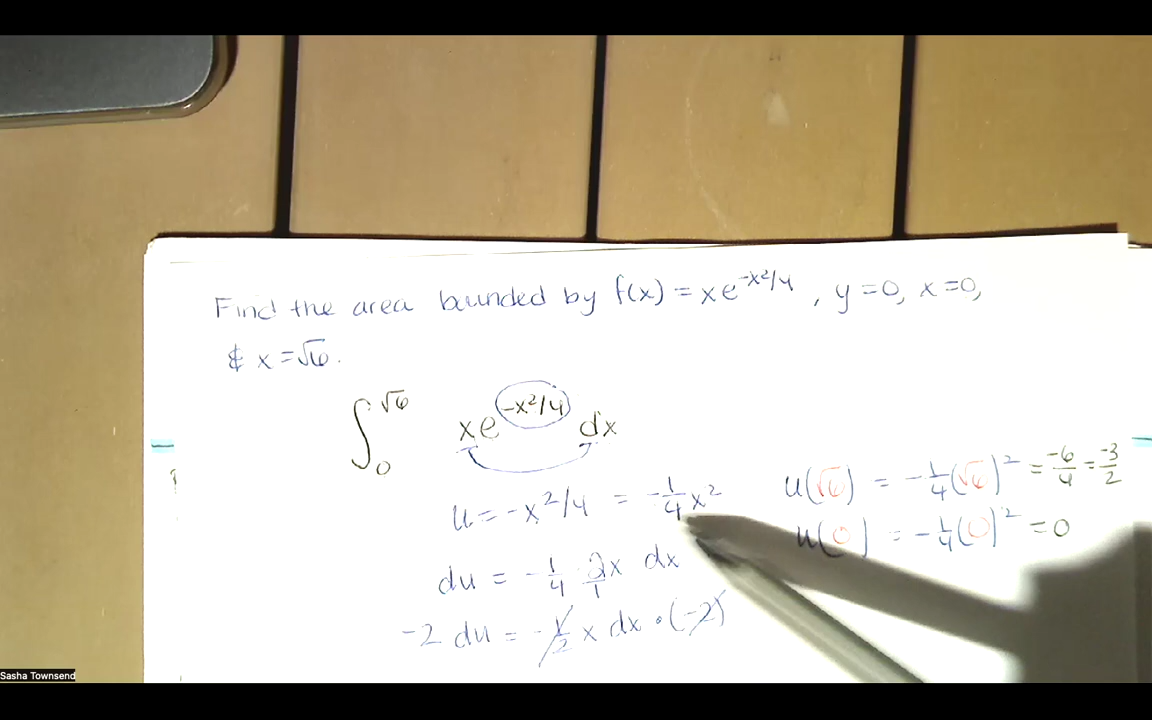 Find the area bounded by f(x) = xe^{-x²/4}, y=0, x=0,
& x=√6.
∫₀^{√6} xe^{-x²/4} dx
u = -x²/4 = -1/4 x²
du = -1/4 · 2x/1 dx
-2 du = -1/2 x dx • (-2)
u(√6) = -1/4(√6)² = -6/4 = -3/2
u(0) = -1/4(0)² = 0
Sasha Townsend